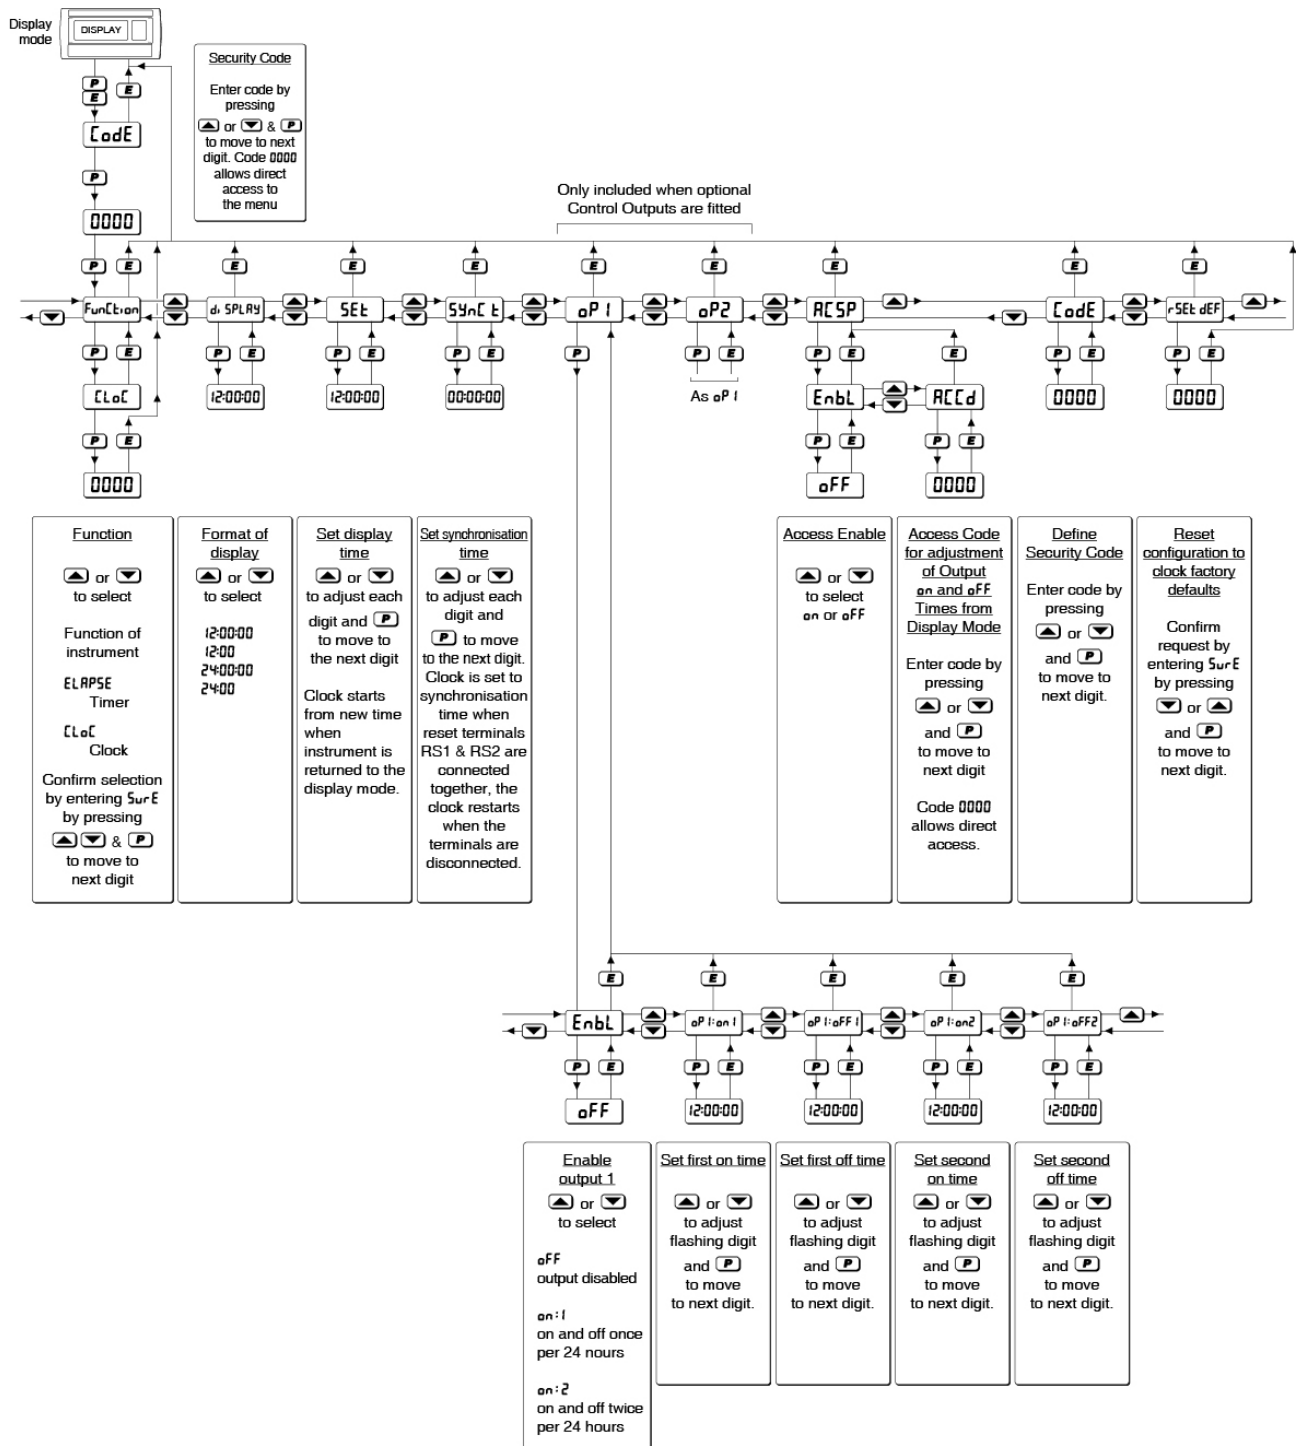 Display
mode
DISPLAY
P
E
E
CodE
P
0000
P
E
Security Code
Enter code by
pressing
or & P
to move to next
digit. Code 0000
allows direct
access to
the menu
Only included when optional
Control Outputs are fitted
E
E
E
E
E
E
E
E
FunCtion
di SPLAY
SEt
SYnC t
oP1
oP2
ACSP
CodE
rSEt dEF
P
E
P
E
P
E
P
E
P
P
E
P
E
E
P
E
P
E
CLoC
12:00:00
12:00:00
00:00:00
As oP1
EnbL
ACCd
0000
0000
P
E
P
E
P
E
0000
oFF
0000
Function
or
to select
Function of
instrument
ELAPSE
Timer
CLoC
Clock
Confirm selection
by entering SurE
by pressing
& P
to move to
next digit
Format of
display
or
to select
12:00:00
12:00
24:00:00
24:00
Set display
time
or
to adjust each
digit and P
to move to
the next digit
Clock starts
from new time
when
instrument is
returned to the
display mode.
Set synchronisation
time
or
to adjust each
digit and
P to move
to the next digit.
Clock is set to
synchronisation
time when
reset terminals
RS1 & RS2 are
connected
together, the
clock restarts
when the
terminals are
disconnected.
Access Enable
or
to select
on or oFF
Access Code
for adjustment
of Output
on and oFF
Times from
Display Mode
Enter code by
pressing
or
and P
to move to
next digit
Code 0000
allows direct
access.
Define
Security Code
Enter code by
pressing
or
and P
to move to
next digit.
Reset
configuration to
clock factory
defaults
Confirm
request by
entering SurE
by pressing
or
and P
to move to
next digit.
E
E
E
E
E
EnbL
oP1:on1
oP1:oFF1
oP1:on2
oP1:oFF2
P
E
P
E
P
E
P
E
P
E
oFF
12:00:00
12:00:00
12:00:00
12:00:00
Enable
output 1
or
to select
oFF
output disabled
on:1
on and off once
per 24 nours
on:2
on and off twice
per 24 hours
Set first on time
or
to adjust
flashing digit
and P
to move
to next digit.
Set first off time
or
to adjust
flashing digit
and P
to move
to next digit.
Set second
on time
or
to adjust
flashing digit
and P
to move
to next digit.
Set second
off time
or
to adjust
flashing digit
and P
to move
to next digit.